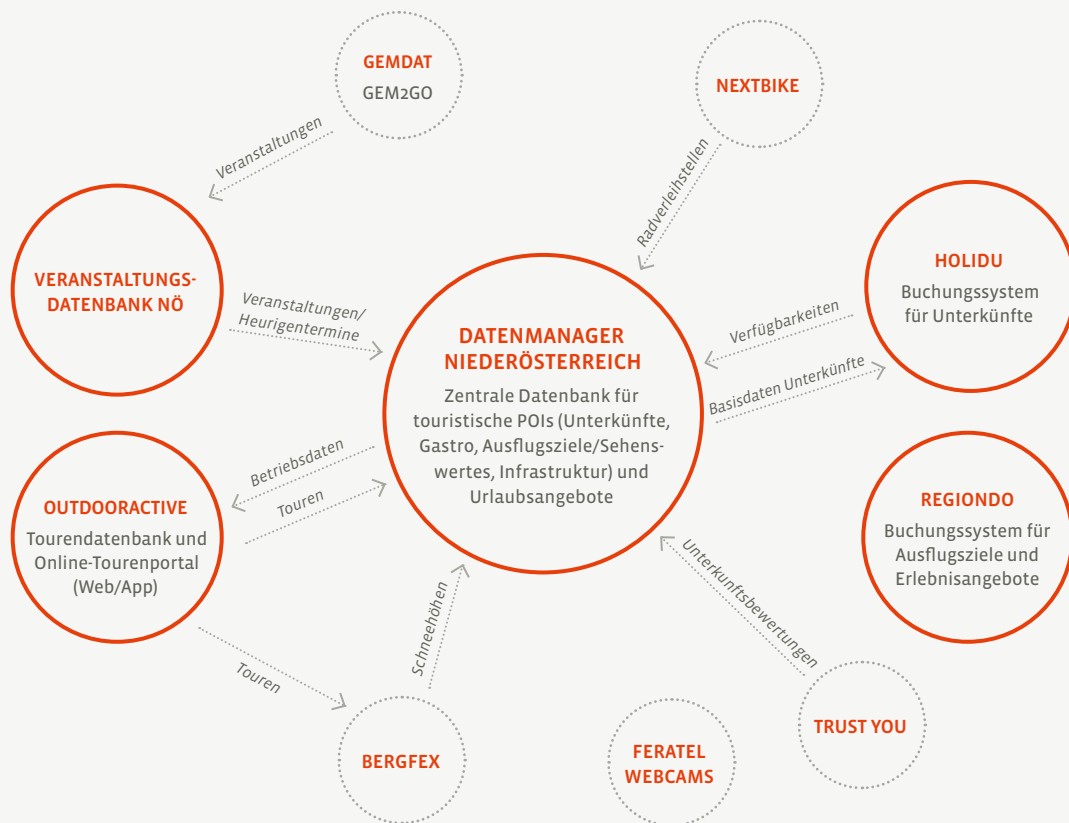 GEMDAT
GEM2GO
NEXTBIKE
Veranstaltungen
Radverleihstellen
VERANSTALTUNGS-
DATENBANK NÖ
Veranstaltungen/
Heurigentermine
DATENMANAGER
NIEDERÖSTERREICH
Zentrale Datenbank für
touristische POIs (Unterkünfte,
Gastro, Ausflugsziele/Sehens-
wertes, Infrastruktur) und
Urlaubsangebote
HOLIDU
Buchungssystem
für Unterkünfte
Verfügbarkeiten
Basisdaten Unterkünfte
Betriebsdaten
Touren
OUTDOORACTIVE
Tourendatenbank und
Online-Tourenportal
(Web/App)
REGIONDO
Buchungssystem für
Ausflugsziele und
Erlebnisangebote
Schneehöhen
Unterkunftsbewertungen
Touren
BERGFEX
FERATEL
WEBCAMS
TRUST YOU